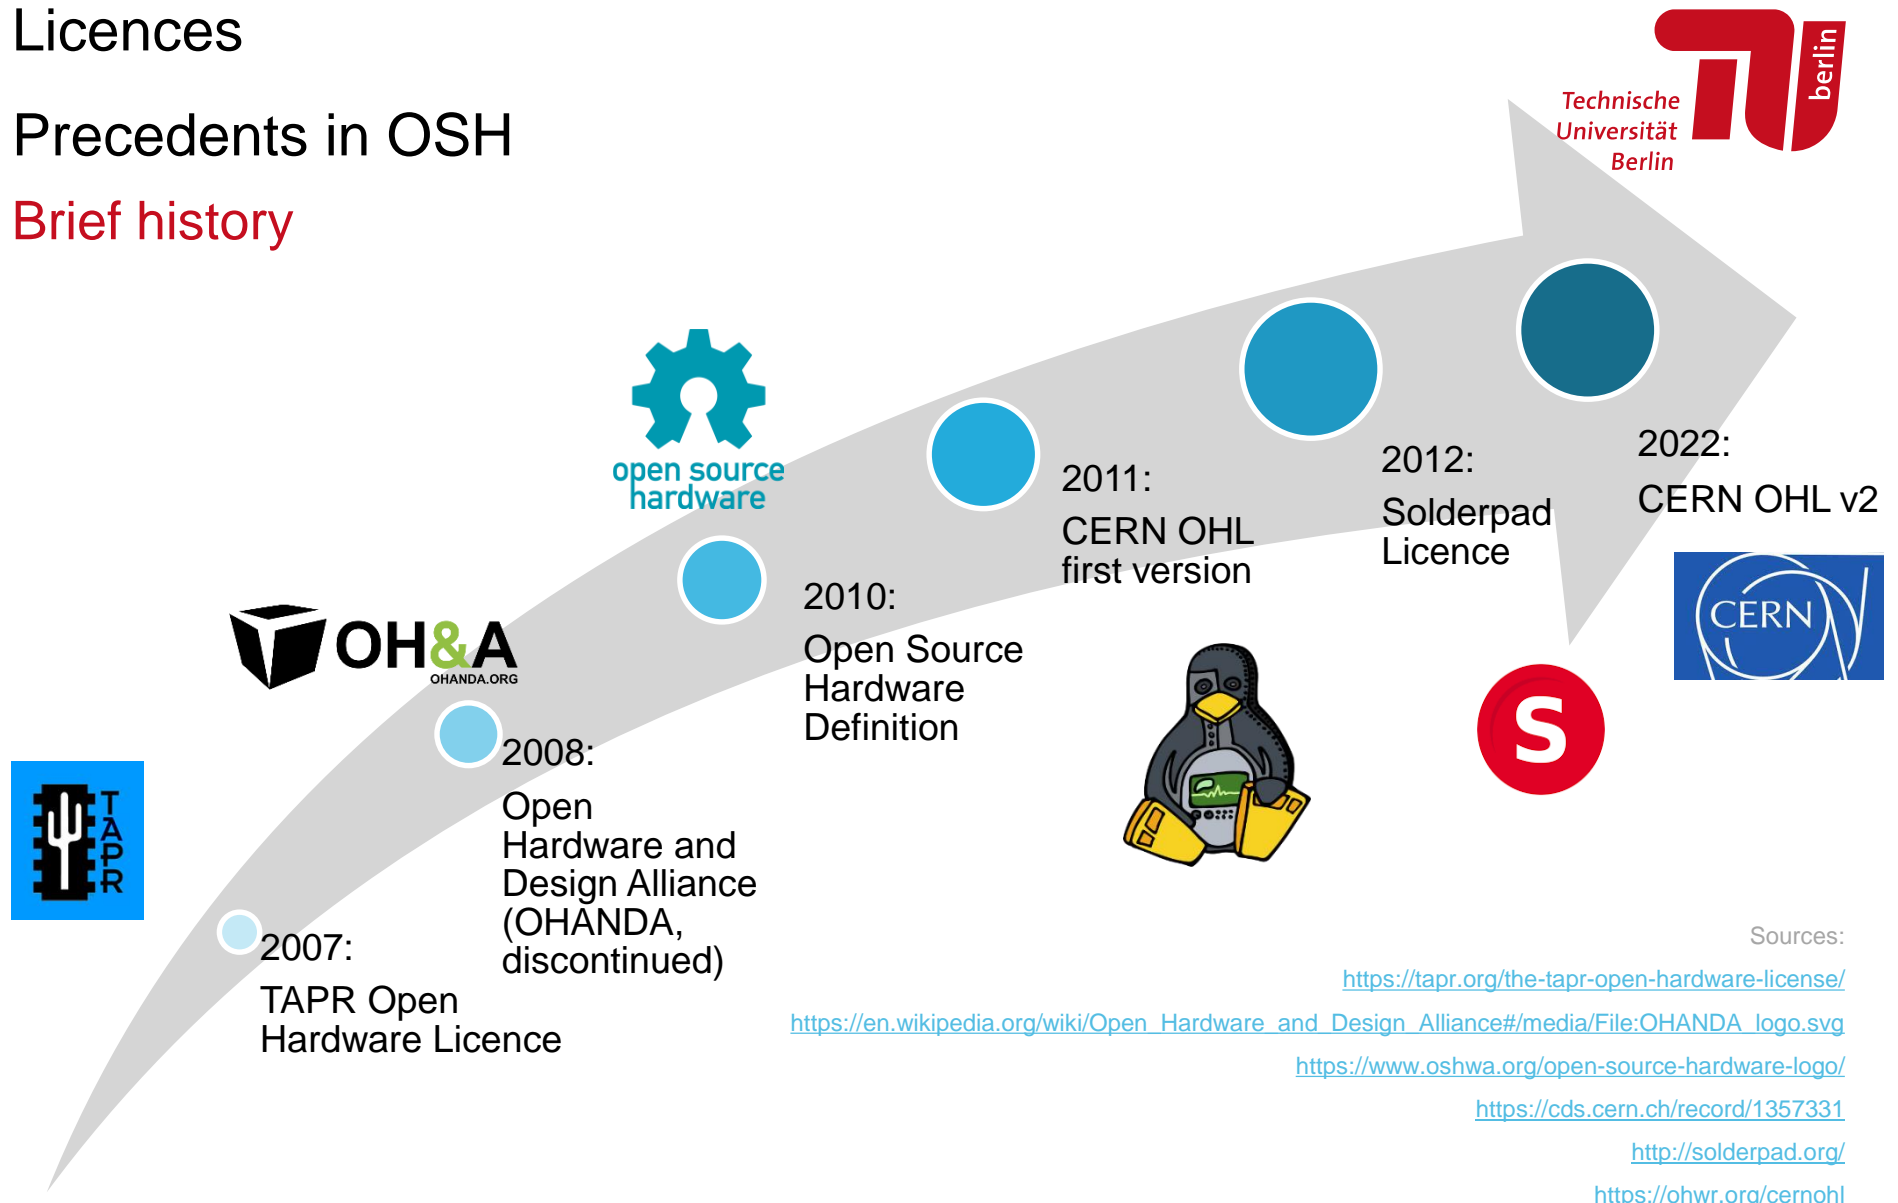 Licences
Precedents in OSH
Brief history
Technische
Universität
Berlin
berlin
open source
hardware
OH&A
OHANDA.ORG
TAPR
2007:
TAPR Open
Hardware Licence
2008:
Open
Hardware and
Design Alliance
(OHANDA,
discontinued)
2010:
Open Source
Hardware
Definition
2011:
CERN OHL
first version
2012:
Solderpad
Licence
2022:
CERN OHL v2
CERN
S
Sources:
https://tapr.org/the-tapr-open-hardware-license/
https://en.wikipedia.org/wiki/Open_Hardware_and_Design_Alliance#/media/File:OHANDA_logo.svg
https://www.oshwa.org/open-source-hardware-logo/
https://cds.cern.ch/record/1357331
http://solderpad.org/
https://ohwr.org/cernohl